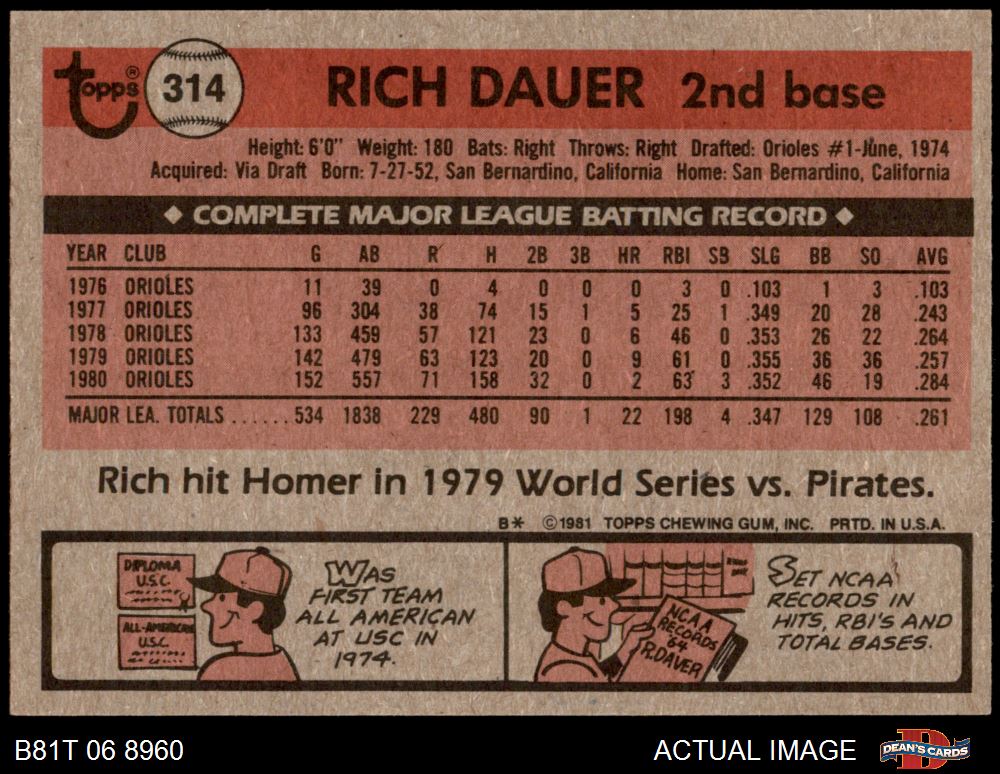 topps® 314 RICH DAUER 2nd base
Height: 6'0" Weight: 180 Bats: Right Throws: Right Drafted: Orioles #1-June, 1974
Acquired: Via Draft Born: 7-27-52, San Bernardino, California Home: San Bernardino, California
◆ COMPLETE MAJOR LEAGUE BATTING RECORD ◆
YEAR CLUB G AB R H 2B 3B HR RBI SB SLG BB SO AVG
1976 ORIOLES 11 39 0 4 0 0 0 3 0 .103 1 3 .103
1977 ORIOLES 96 304 38 74 15 1 5 25 1 .349 20 28 .243
1978 ORIOLES 133 459 57 121 23 0 6 46 0 .353 26 22 .264
1979 ORIOLES 142 479 63 123 20 0 9 61 0 .355 36 36 .257
1980 ORIOLES 152 557 71 158 32 0 2 63 3 .352 46 19 .284
MAJOR LEA. TOTALS ...... 534 1838 229 480 90 1 22 198 4 .347 129 108 .261
Rich hit Homer in 1979 World Series vs. Pirates.
B* ©1981 TOPPS CHEWING GUM, INC. PRTD. IN U.S.A.
DIPLOMA
U.S.C.
ALL-AMERICAN
U.S.C.
WAS
FIRST TEAM
ALL AMERICAN
AT USC IN
1974.
NCAA
RECORDS
'64
R.DAUER
SET NCAA
RECORDS IN
HITS, RBI'S AND
TOTAL BASES.
B81T 06 8960 ACTUAL IMAGE DEAN'S CARDS